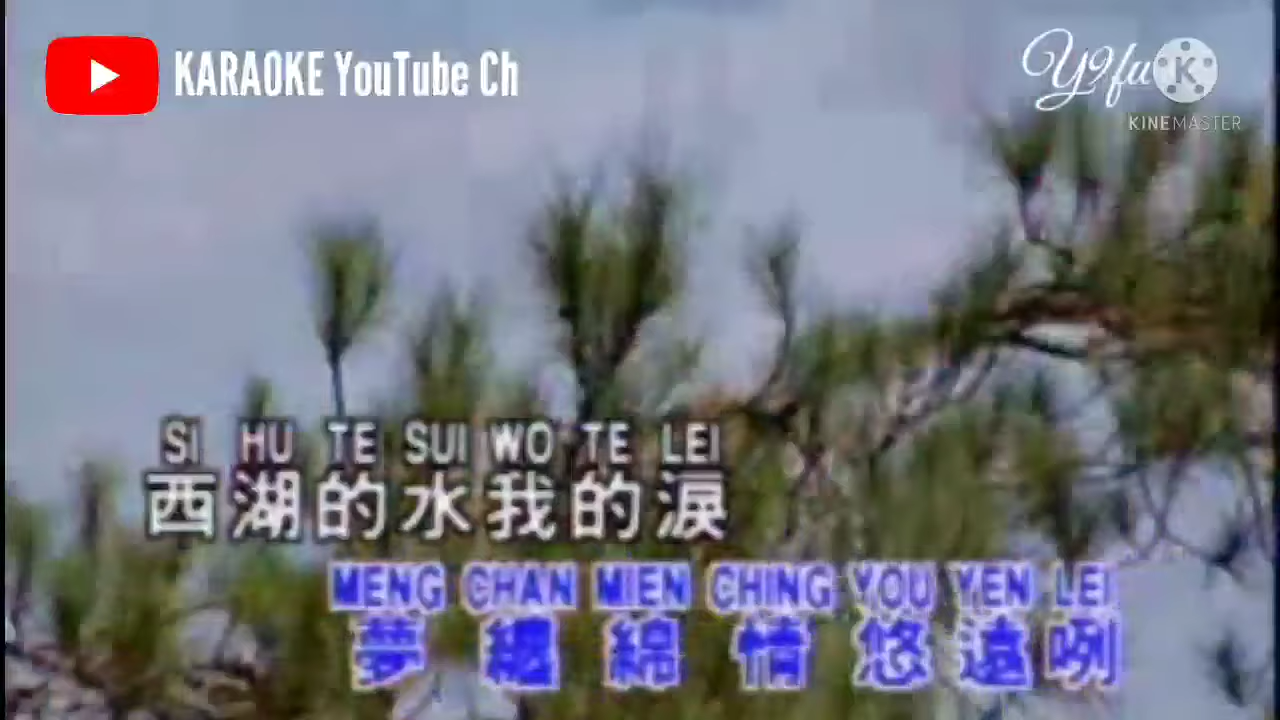 KARAOKE YouTube Ch
Y9fu
K
KINEMASTER
SI HU TE SUI WO TE LEI
西湖的水我的淚
MENG CHAN MIEN CHING YOU YEN LEI
夢纏綿情悠遠咧